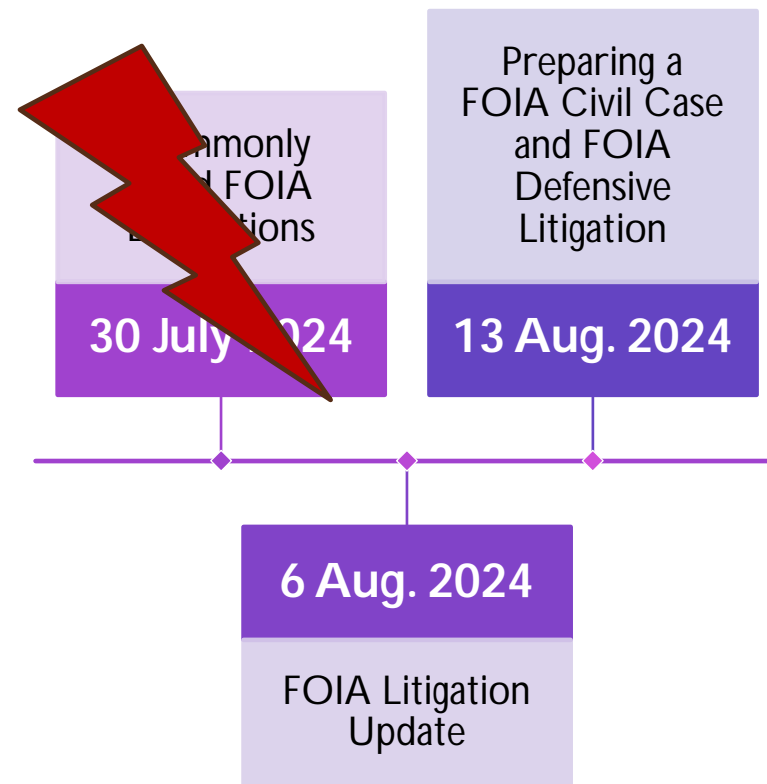 FOIA
30 July 2024
Preparing a
FOIA Civil Case
and FOIA
Defensive
Litigation
13 Aug. 2024
6 Aug. 2024
FOIA Litigation
Update